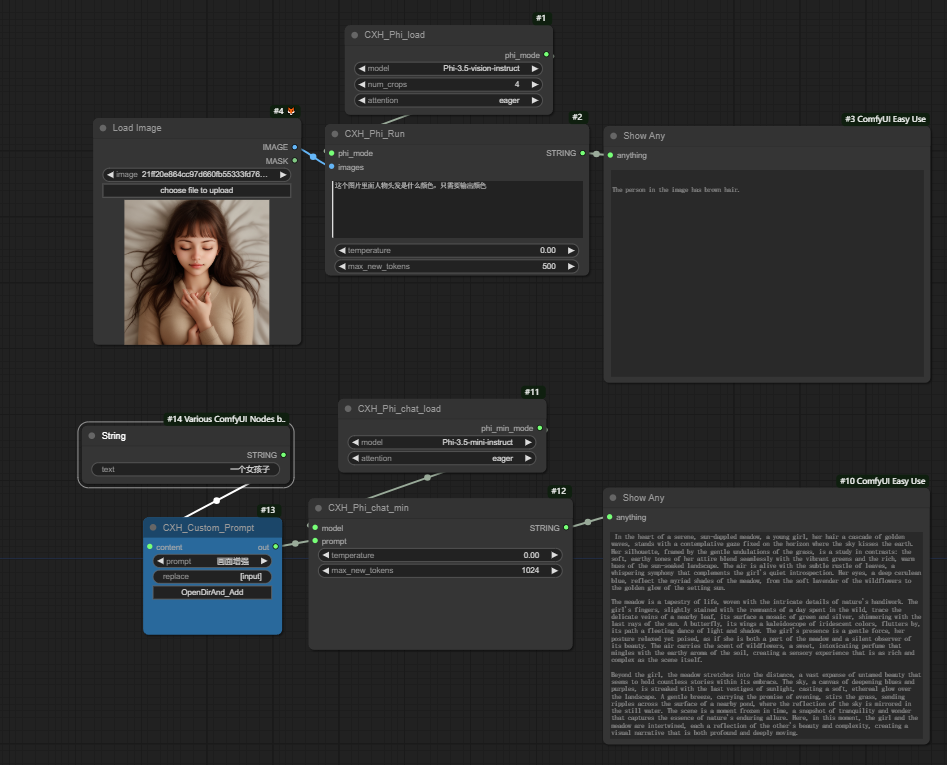 #1
CXH_Phi_load
phi_mode
model Phi-3.5-vision-instruct
num_crops 4
attention eager
#4
Load Image
IMAGE
MASK
image 21ff20e864cc97d660fb55333fd76...
choose file to upload
#2
CXH_Phi_Run
phi_mode STRING
images
这个图片里面人物头发是什么颜色，只需要输出颜色
temperature 0.00
max_new_tokens 500
#3 ComfyUI Easy Use
Show Any
anything
The person in the image has brown hair.
#11
CXH_Phi_chat_load
phi_min_mode
model Phi-3.5-mini-instruct
attention eager
#14 Various ComfyUI Nodes b..
String
STRING
text 一个女孩子
#13
CXH_Custom_Prompt
content out
prompt 画面增强
replace [input]
OpenDirAnd_Add
#12
CXH_Phi_chat_min
model STRING
prompt
temperature 0.00
max_new_tokens 1024
#10 ComfyUI Easy Use
Show Any
anything
In the heart of a serene, sun-dappled meadow, a young girl, her hair a cascade of golden
waves, stands with a contemplative gaze fixed on the horizon where the sky kisses the earth.
Her silhouette, framed by the gentle undulations of the grass, is a study in contrasts: the
soft, earthy tones of her attire blend seamlessly with the vibrant greens and the rich, warm
hues of the sun-soaked landscape. The air is alive with the subtle rustle of leaves, a
whispering symphony that complements the girl's quiet introspection. Her eyes, a deep cerulean
blue, reflect the myriad shades of the meadow, from the soft lavender of the wildflowers to
the golden glow of the setting sun.
The meadow is a tapestry of life, woven with the intricate details of nature's handiwork. The
girl's fingers, slightly stained with the remnants of a day spent in the wild, trace the
delicate veins of a nearby leaf, its surface a mosaic of green and silver, shimmering with the
last rays of the sun. A butterfly, its wings a kaleidoscope of iridescent colors, flutters by,
its path a fleeting dance of light and shadow. The girl's presence is a gentle force, her
posture relaxed yet poised, as if she is both a part of the meadow and a silent observer of
its beauty. The air carries the scent of wildflowers, a sweet, intoxicating perfume that
mingles with the earthy aroma of the soil, creating a sensory experience that is as rich and
complex as the scene itself.
Beyond the girl, the meadow stretches into the distance, a vast expanse of untamed beauty that
seems to hold countless stories within its embrace. The sky, a canvas of deepening blues and
purples, is streaked with the last vestiges of sunlight, casting a soft, ethereal glow over
the landscape. A gentle breeze, carrying the promise of evening, stirs the grass, sending
ripples across the surface of a nearby pond, where the reflection of the sky is mirrored in
the still water. The scene is a moment frozen in time, a snapshot of tranquility and wonder
that captures the essence of nature's enduring allure. Here, in this moment, the girl and the
meadow are intertwined, each a reflection of the other's beauty and complexity, creating a
visual narrative that is both profound and deeply moving.